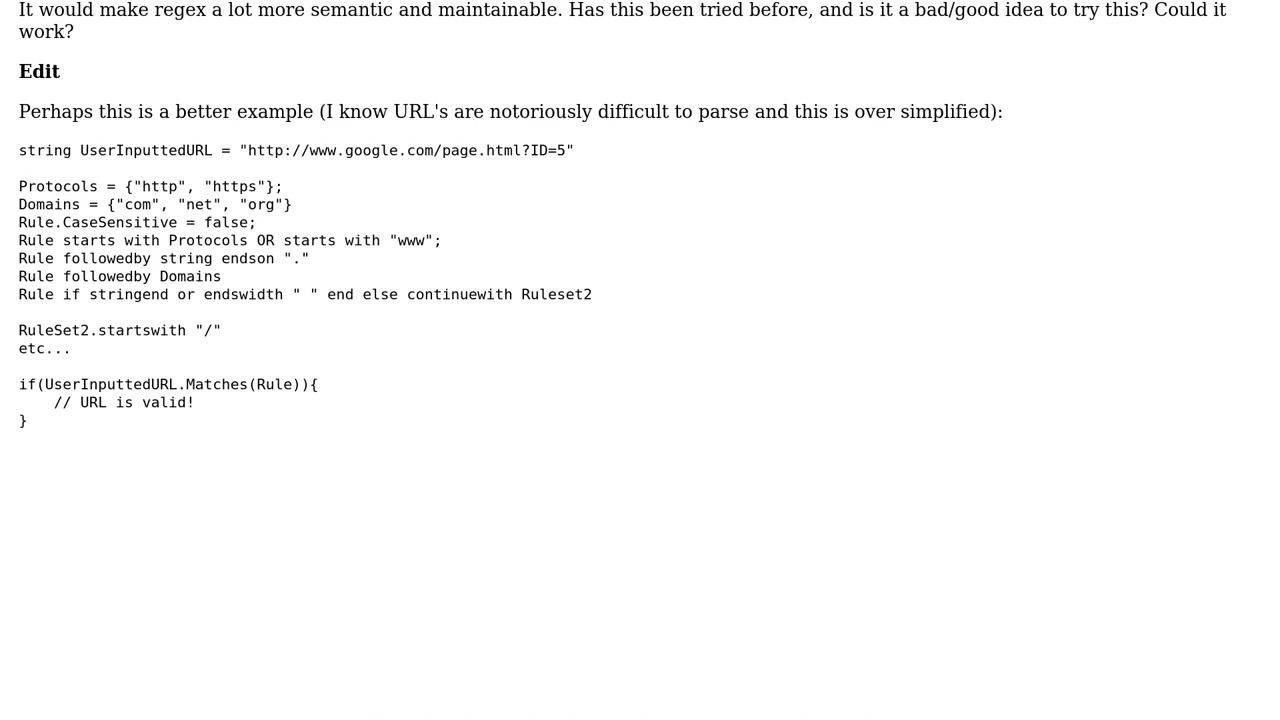 It would make regex a lot more semantic and maintainable. Has this been tried before, and is it a bad/good idea to try this? Could it
work?
Edit
Perhaps this is a better example (I know URL's are notoriously difficult to parse and this is over simplified):
string UserInputtedURL = "http://www.google.com/page.html?ID=5"
Protocols = {"http", "https"};
Domains = {"com", "net", "org"}
Rule.CaseSensitive = false;
Rule starts with Protocols OR starts with "www";
Rule followedby string endson "."
Rule followedby Domains
Rule if stringend or endswidth " " end else continuewith Ruleset2
RuleSet2.startswith "/"
etc...
if(UserInputtedURL.Matches(Rule)){
    // URL is valid!
}